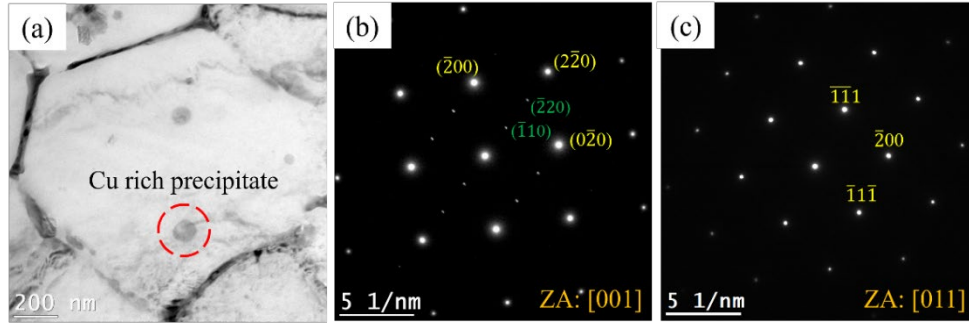 (a)
Cu rich precipitate
200 nm
(b)
(2̅00)
(22̅0)
(2̅20)
(1̅10)
(02̅0)
5 1/nm
ZA: [001]
(c)
1̅1̅1
2̅00
1̅11̅
5 1/nm
ZA: [011]